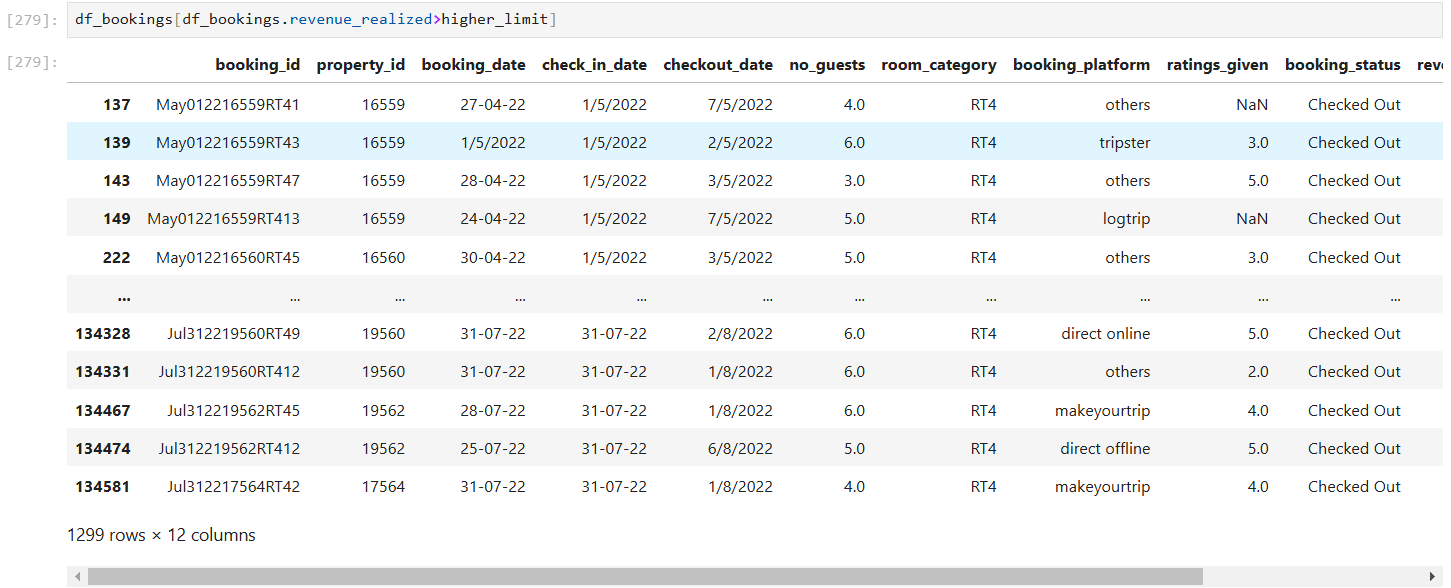 [279]: df_bookings[df_bookings.revenue_realized>higher_limit]
[279]:
booking_id property_id booking_date check_in_date checkout_date no_guests room_category booking_platform ratings_given booking_status reve
137 May012216559RT41 16559 27-04-22 1/5/2022 7/5/2022 4.0 RT4 others NaN Checked Out
139 May012216559RT43 16559 1/5/2022 1/5/2022 2/5/2022 6.0 RT4 tripster 3.0 Checked Out
143 May012216559RT47 16559 28-04-22 1/5/2022 3/5/2022 3.0 RT4 others 5.0 Checked Out
149 May012216559RT413 16559 24-04-22 1/5/2022 7/5/2022 5.0 RT4 logtrip NaN Checked Out
222 May012216560RT45 16560 30-04-22 1/5/2022 3/5/2022 5.0 RT4 others 3.0 Checked Out
... ... ... ... ... ... ... ... ... ... ...
134328 Jul312219560RT49 19560 31-07-22 31-07-22 2/8/2022 6.0 RT4 direct online 5.0 Checked Out
134331 Jul312219560RT412 19560 31-07-22 31-07-22 1/8/2022 6.0 RT4 others 2.0 Checked Out
134467 Jul312219562RT45 19562 28-07-22 31-07-22 1/8/2022 6.0 RT4 makeyourtrip 4.0 Checked Out
134474 Jul312219562RT412 19562 25-07-22 31-07-22 6/8/2022 5.0 RT4 direct offline 5.0 Checked Out
134581 Jul312217564RT42 17564 31-07-22 31-07-22 1/8/2022 4.0 RT4 makeyourtrip 4.0 Checked Out
1299 rows × 12 columns